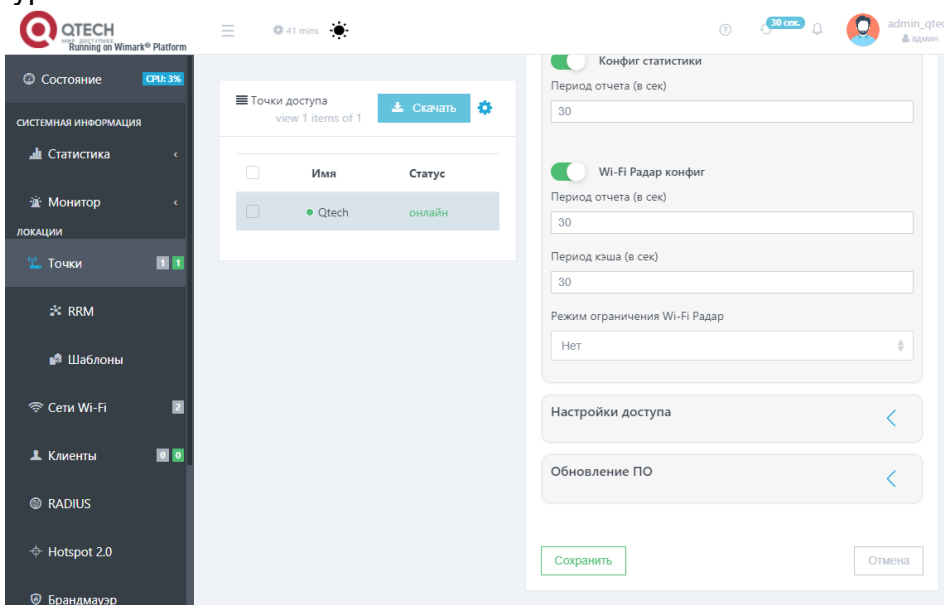 QTECH
МИР ДОСТУПНЕЕ
Running on Wimark® Platform
41 mins
30 сек.
admin_qtec
админ
Состояние
CPU: 3%
СИСТЕМНАЯ ИНФОРМАЦИЯ
Статистика
Монитор
ЛОКАЦИИ
Точки
1 1
RRM
Шаблоны
Сети Wi-Fi
2
Клиенты
0 0
RADIUS
Hotspot 2.0
Брандмауэр
Точки доступа
view 1 items of 1
Скачать
Имя Статус
Qtech онлайн
Конфиг статистики
Период отчета (в сек)
30
Wi-Fi Радар конфиг
Период отчета (в сек)
30
Период кэша (в сек)
30
Режим ограничения Wi-Fi Радар
Нет
Настройки доступа
Обновление ПО
Сохранить
Отмена